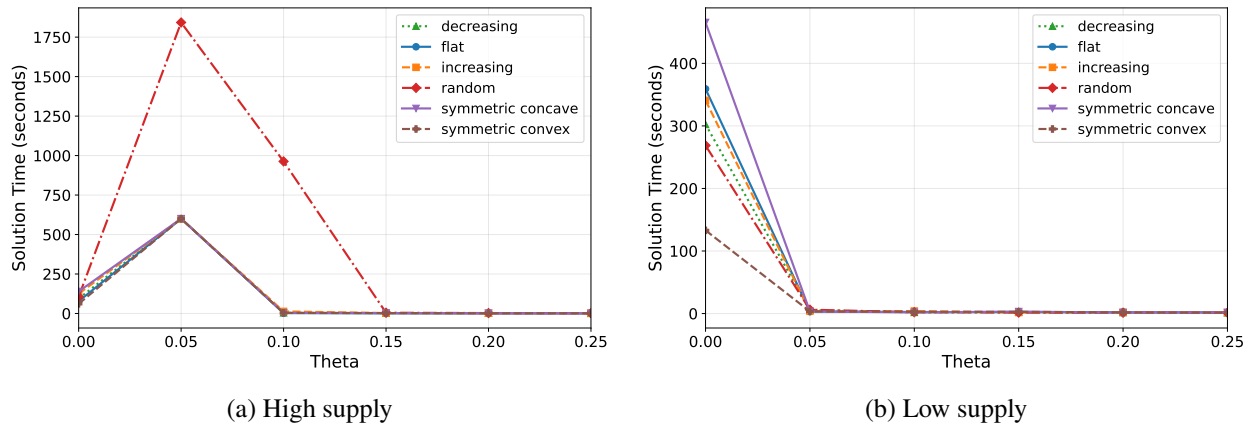 Solution Time (seconds)
1750
1500
1250
1000
750
500
250
0
0.00 0.05 0.10 0.15 0.20 0.25
Theta
decreasing
flat
increasing
random
symmetric concave
symmetric convex
(a) High supply
Solution Time (seconds)
400
300
200
100
0
0.00 0.05 0.10 0.15 0.20 0.25
Theta
decreasing
flat
increasing
random
symmetric concave
symmetric convex
(b) Low supply